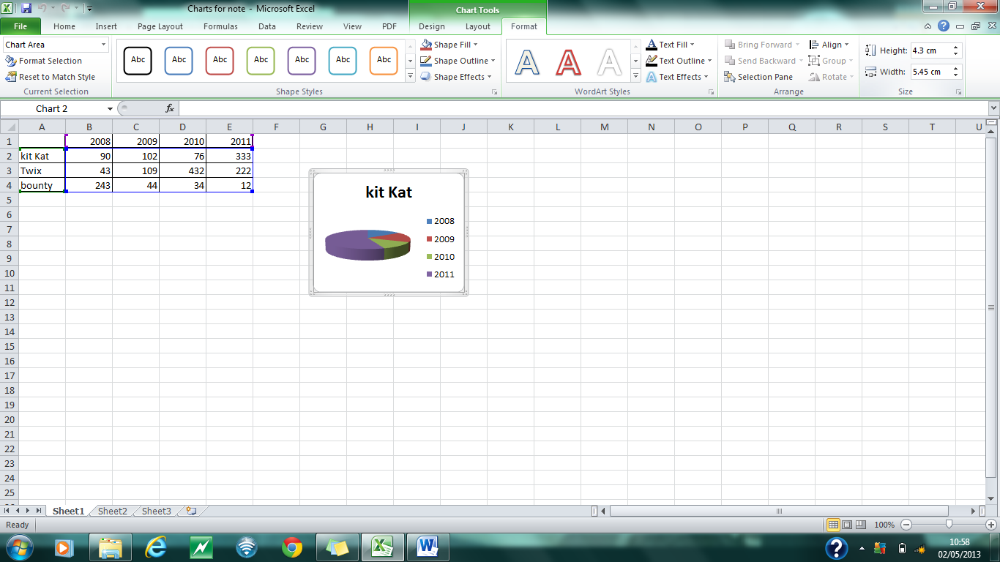 Charts for note - Microsoft Excel
Chart Tools
File Home Insert Page Layout Formulas Data Review View PDF Design Layout Format
Chart Area
Format Selection
Reset to Match Style
Current Selection
Abc Abc Abc Abc Abc Abc Abc
Shape Fill
Shape Outline
Shape Effects
Shape Styles
A A A
Text Fill
Text Outline
Text Effects
WordArt Styles
Bring Forward
Send Backward
Selection Pane
Align
Group
Rotate
Arrange
Height: 4.3 cm
Width: 5.45 cm
Size
Chart 2 fx
A B C D E F G H I J K L M N O P Q R S T U
1 2008 2009 2010 2011
2 kit Kat 90 102 76 333
3 Twix 43 109 432 222
4 bounty 243 44 34 12
5
6
7
8
9
10
11
12
13
14
15
16
17
18
19
20
21
22
23
24
25
kit Kat
2008
2009
2010
2011
Sheet1 Sheet2 Sheet3
Ready 100%
10:58
02/05/2013